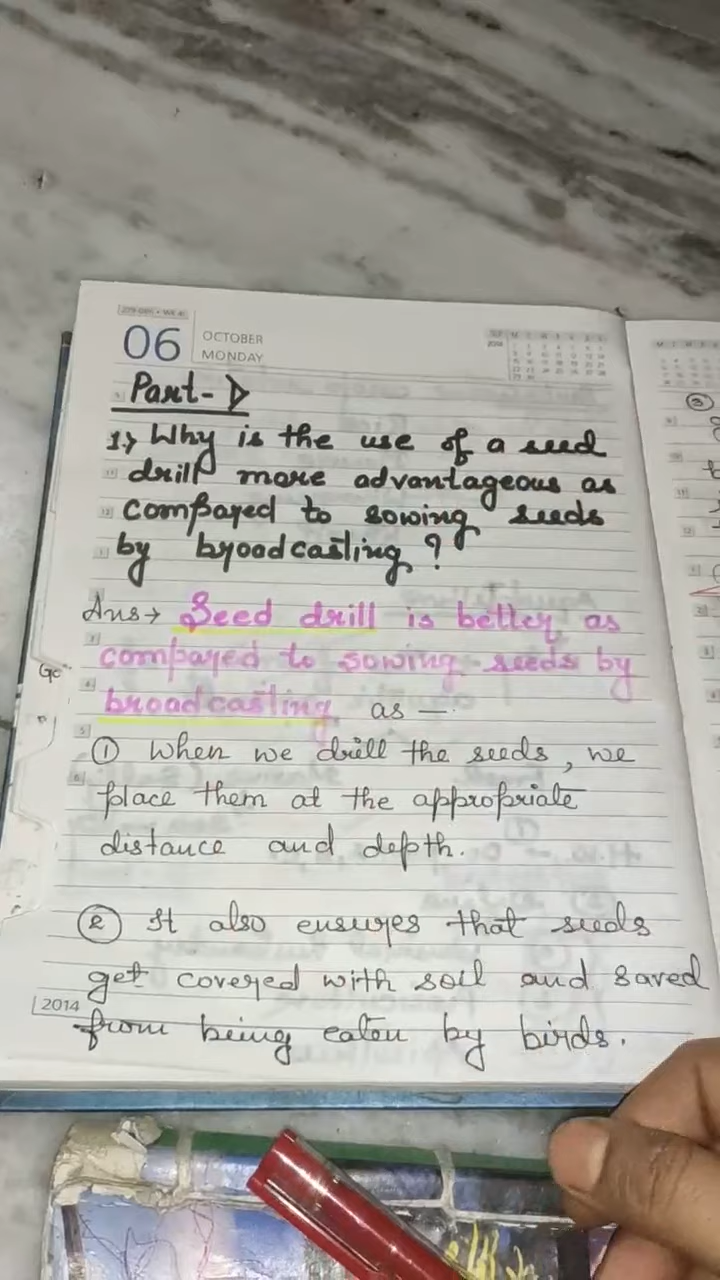 06
OCTOBER
MONDAY
Part-D
1.) Why is the use of a seed
drill more advantageous as
compared to sowing seeds
by broadcasting ?
Ans→ Seed drill is better as
compared to sowing seeds by
broadcasting as —
① When we drill the seeds, we
place them at the appropriate
distance and depth.
② It also ensures that seeds
get covered with soil and saved
2014
from being eaten by birds.